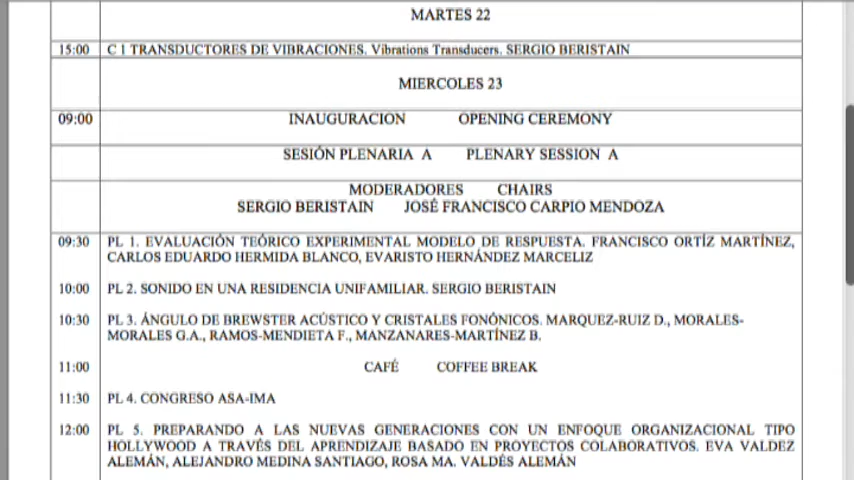 MARTES 22
15:00 C I TRANSDUCTORES DE VIBRACIONES. Vibrations Transducers. SERGIO BERISTAIN
MIERCOLES 23
09:00 INAUGURACION OPENING CEREMONY
SESIÓN PLENARIA A PLENARY SESSION A
MODERADORES CHAIRS
SERGIO BERISTAIN JOSÉ FRANCISCO CARPIO MENDOZA
09:30 PL 1. EVALUACIÓN TEÓRICO EXPERIMENTAL MODELO DE RESPUESTA. FRANCISCO ORTÍZ MARTÍNEZ,
CARLOS EDUARDO HERMIDA BLANCO, EVARISTO HERNÁNDEZ MARCELIZ
10:00 PL 2. SONIDO EN UNA RESIDENCIA UNIFAMILIAR. SERGIO BERISTAIN
10:30 PL 3. ÁNGULO DE BREWSTER ACÚSTICO Y CRISTALES FONÓNICOS. MARQUEZ-RUIZ D., MORALES-
MORALES G.A., RAMOS-MENDIETA F., MANZANARES-MARTÍNEZ B.
11:00 CAFÉ COFFEE BREAK
11:30 PL 4. CONGRESO ASA-IMA
12:00 PL 5. PREPARANDO A LAS NUEVAS GENERACIONES CON UN ENFOQUE ORGANIZACIONAL TIPO
HOLLYWOOD A TRAVÉS DEL APRENDIZAJE BASADO EN PROYECTOS COLABORATIVOS. EVA VALDEZ
ALEMÁN, ALEJANDRO MEDINA SANTIAGO, ROSA MA. VALDÉS ALEMÁN